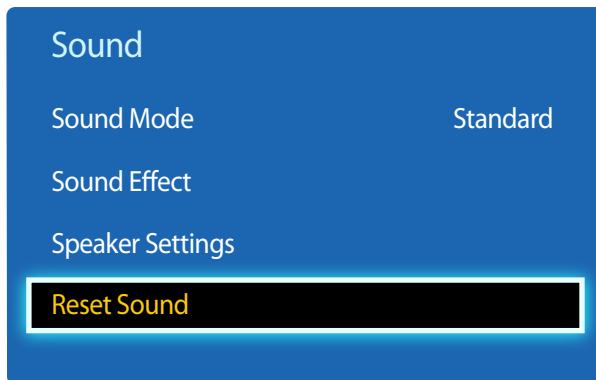 Sound
Sound Mode Standard
Sound Effect
Speaker Settings
Reset Sound